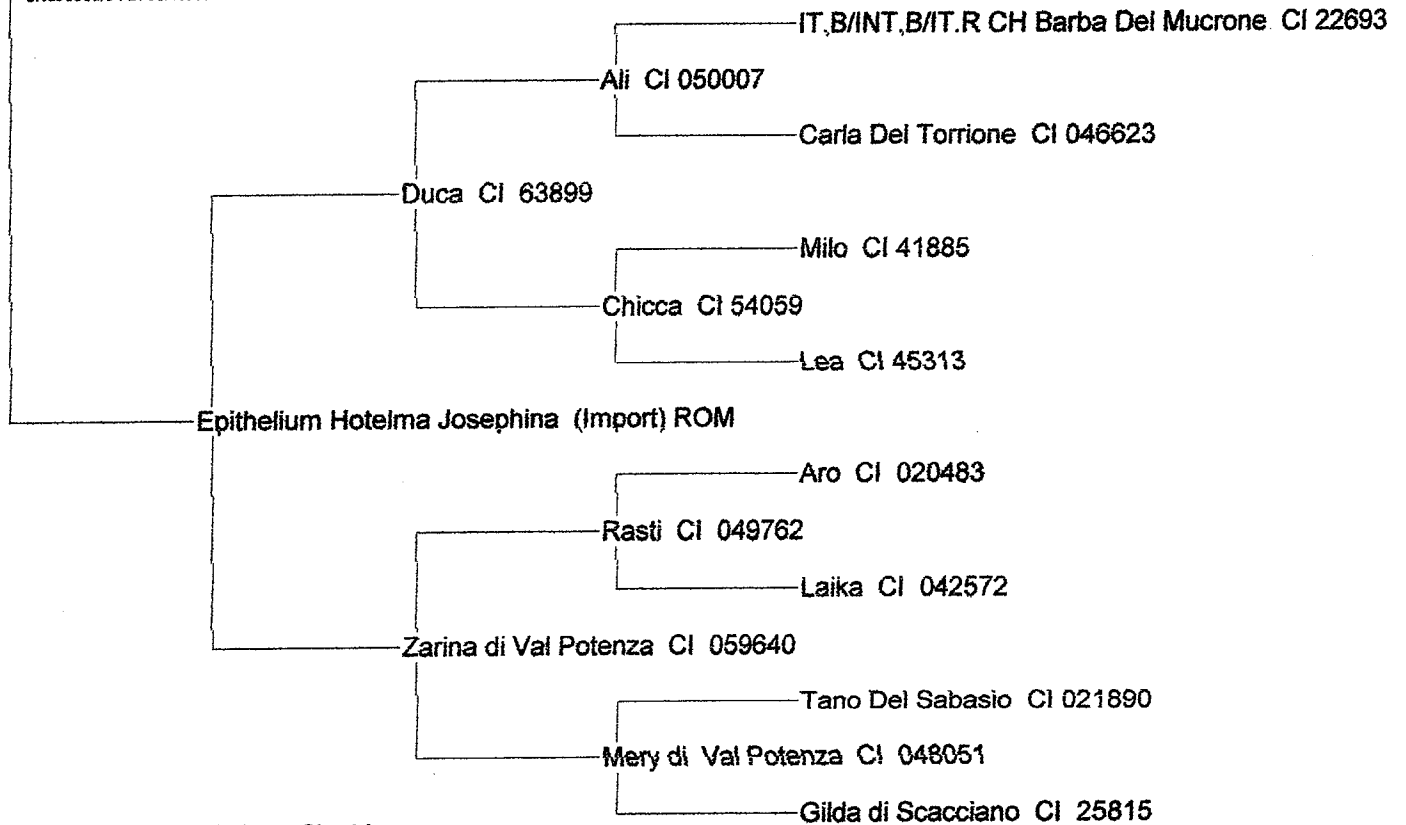 IT,B/INT,B/IT.R CH Barba Del Mucrone CI 22693
Ali CI 050007
Carla Del Torrione CI 046623
Duca CI 63899
Milo CI 41885
Chicca CI 54059
Lea CI 45313
Epithelium Hotelma Josephina (Import) ROM
Aro CI 020483
Rasti CI 049762
Laika CI 042572
Zarina di Val Potenza CI 059640
Tano Del Sabasio CI 021890
Mery di Val Potenza CI 048051
Gilda di Scacciano CI 25815